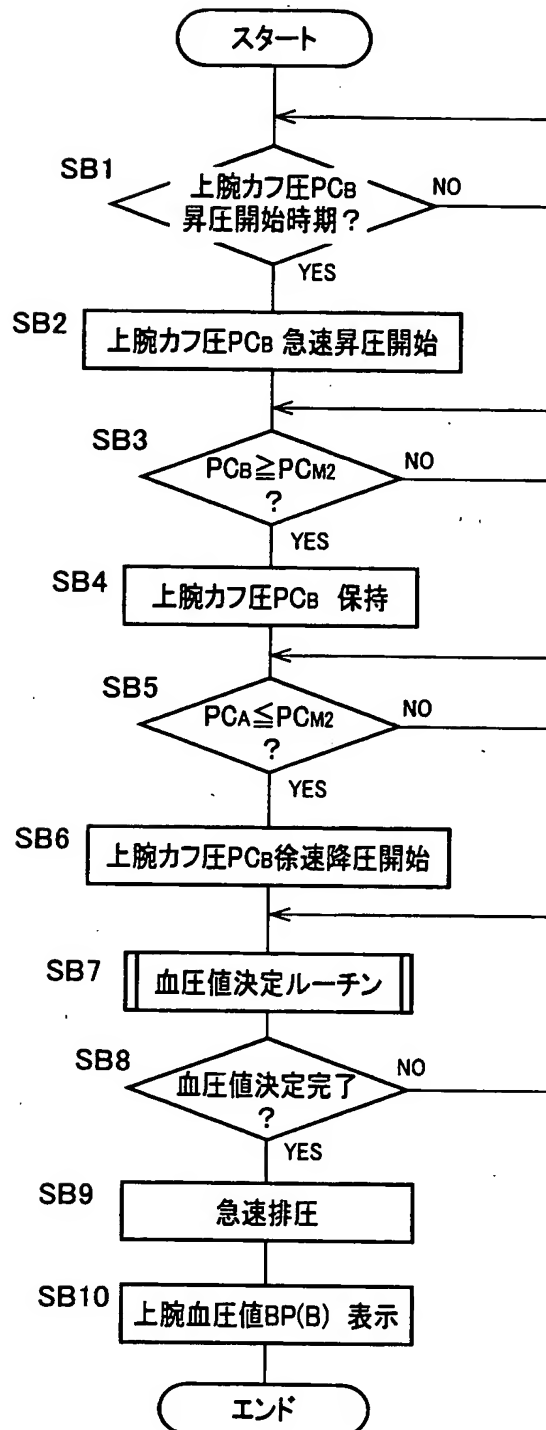 スタート
SB1
上腕カフ圧PCB
昇圧開始時期?
NO
YES
SB2
上腕カフ圧PCB 急速昇圧開始
SB3
PCB≧PCM2
?
NO
YES
SB4
上腕カフ圧PCB 保持
SB5
PCA≦PCM2
?
NO
YES
SB6
上腕カフ圧PCB徐速降圧開始
SB7
血圧値決定ルーチン
SB8
血圧値決定完了
?
NO
YES
SB9
急速排圧
SB10
上腕血圧値BP(B) 表示
エンド